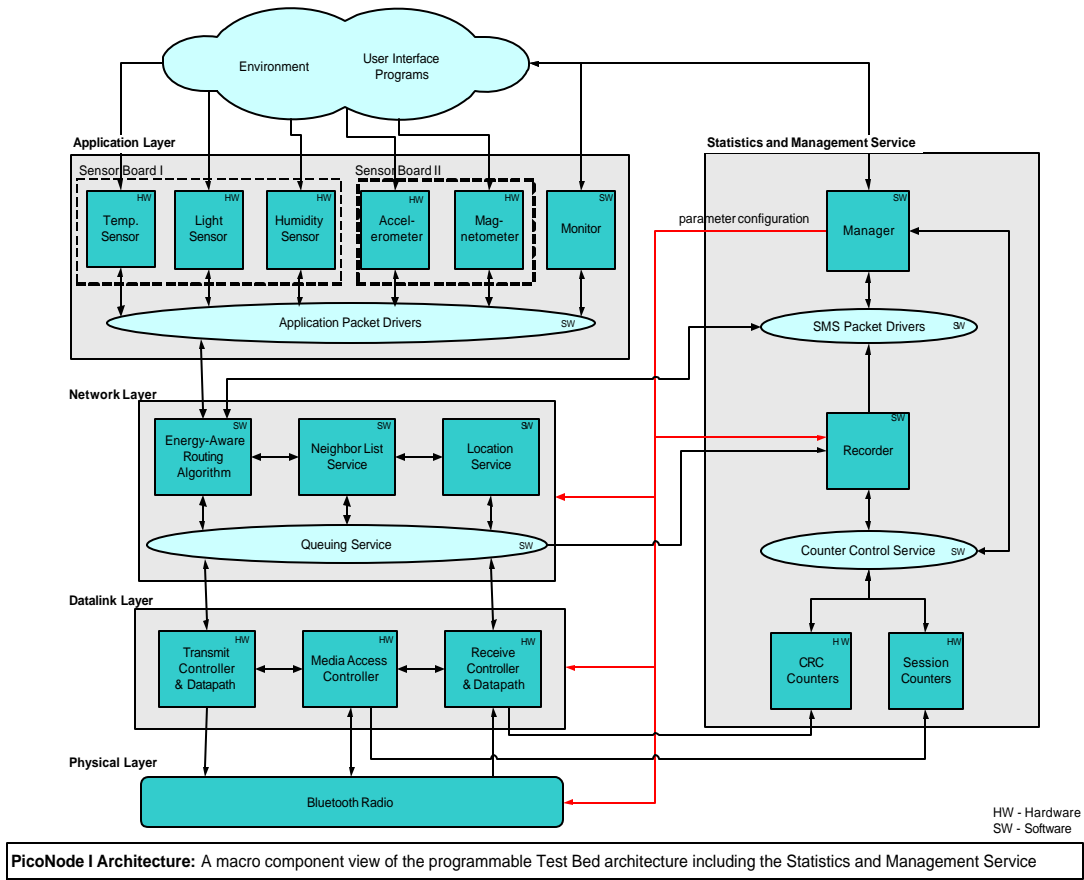 Environment
User Interface
Programs
Application Layer
Statistics and Management Service
Sensor Board I
Sensor Board II
HW
Temp.
Sensor
HW
Light
Sensor
HW
Humidity
Sensor
HW
Accel-
erometer
HW
Mag-
netometer
SW
Monitor
parameter configuration
SW
Manager
Application Packet Drivers
SW
SMS Packet Drivers
SW
Network Layer
SW
Energy-Aware
Routing
Algorithm
SW
Neighbor List
Service
SW
Location
Service
SW
Recorder
Queuing Service
SW
Counter Control Service
SW
Datalink Layer
HW
Transmit
Controller
& Datapath
HW
Media Access
Controller
HW
Receive
Controller
& Datapath
HW
CRC
Counters
HW
Session
Counters
Physical Layer
Bluetooth Radio
HW - Hardware
SW - Software
PicoNode I Architecture: A macro component view of the programmable Test Bed architecture including the Statistics and Management Service